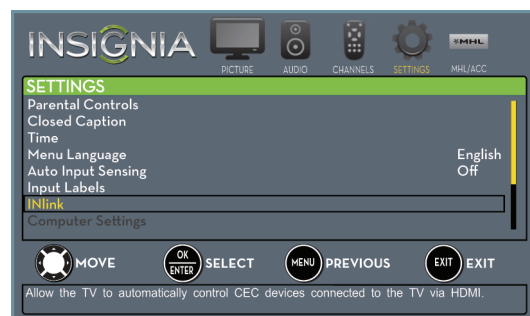 INSIGNIA
MHL
PICTURE AUDIO CHANNELS SETTINGS MHL/ACC
SETTINGS
Parental Controls
Closed Caption
Time
Menu Language English
Auto Input Sensing Off
Input Labels
INlink
Computer Settings
MOVE OK ENTER SELECT MENU PREVIOUS EXIT EXIT
Allow the TV to automatically control CEC devices connected to the TV via HDMI.